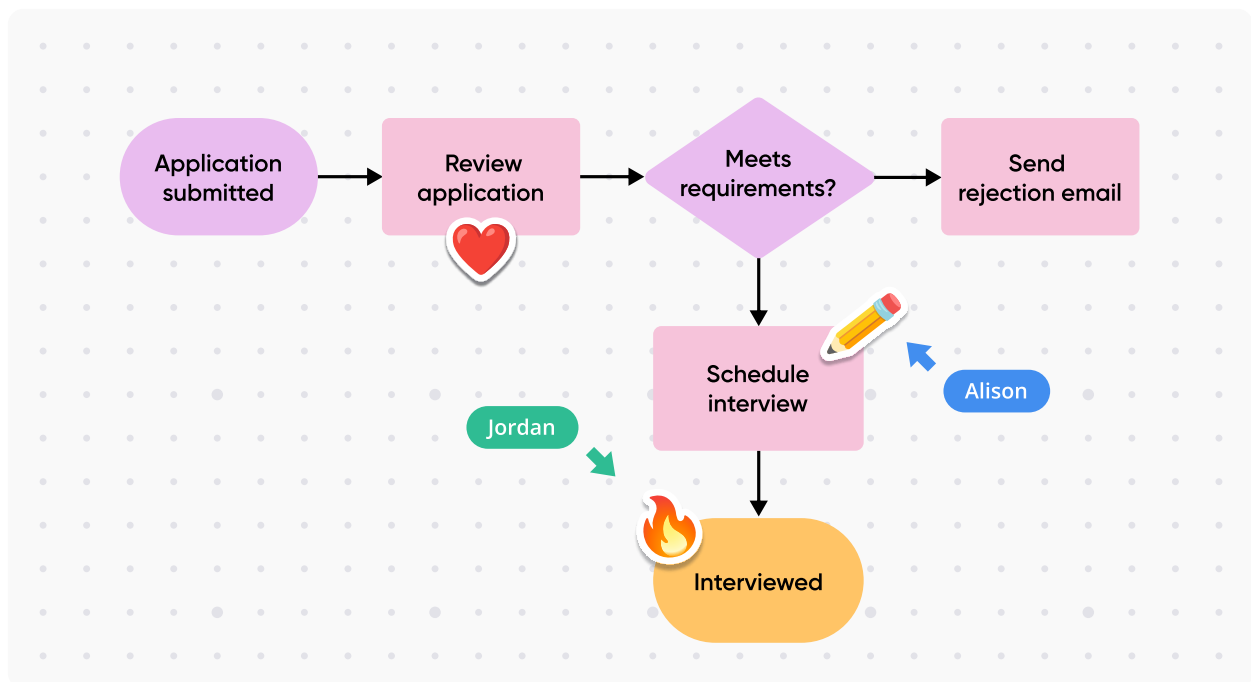 Application
submitted
Review
application
Meets
requirements?
Send
rejection email
Schedule
interview
Alison
Jordan
Interviewed